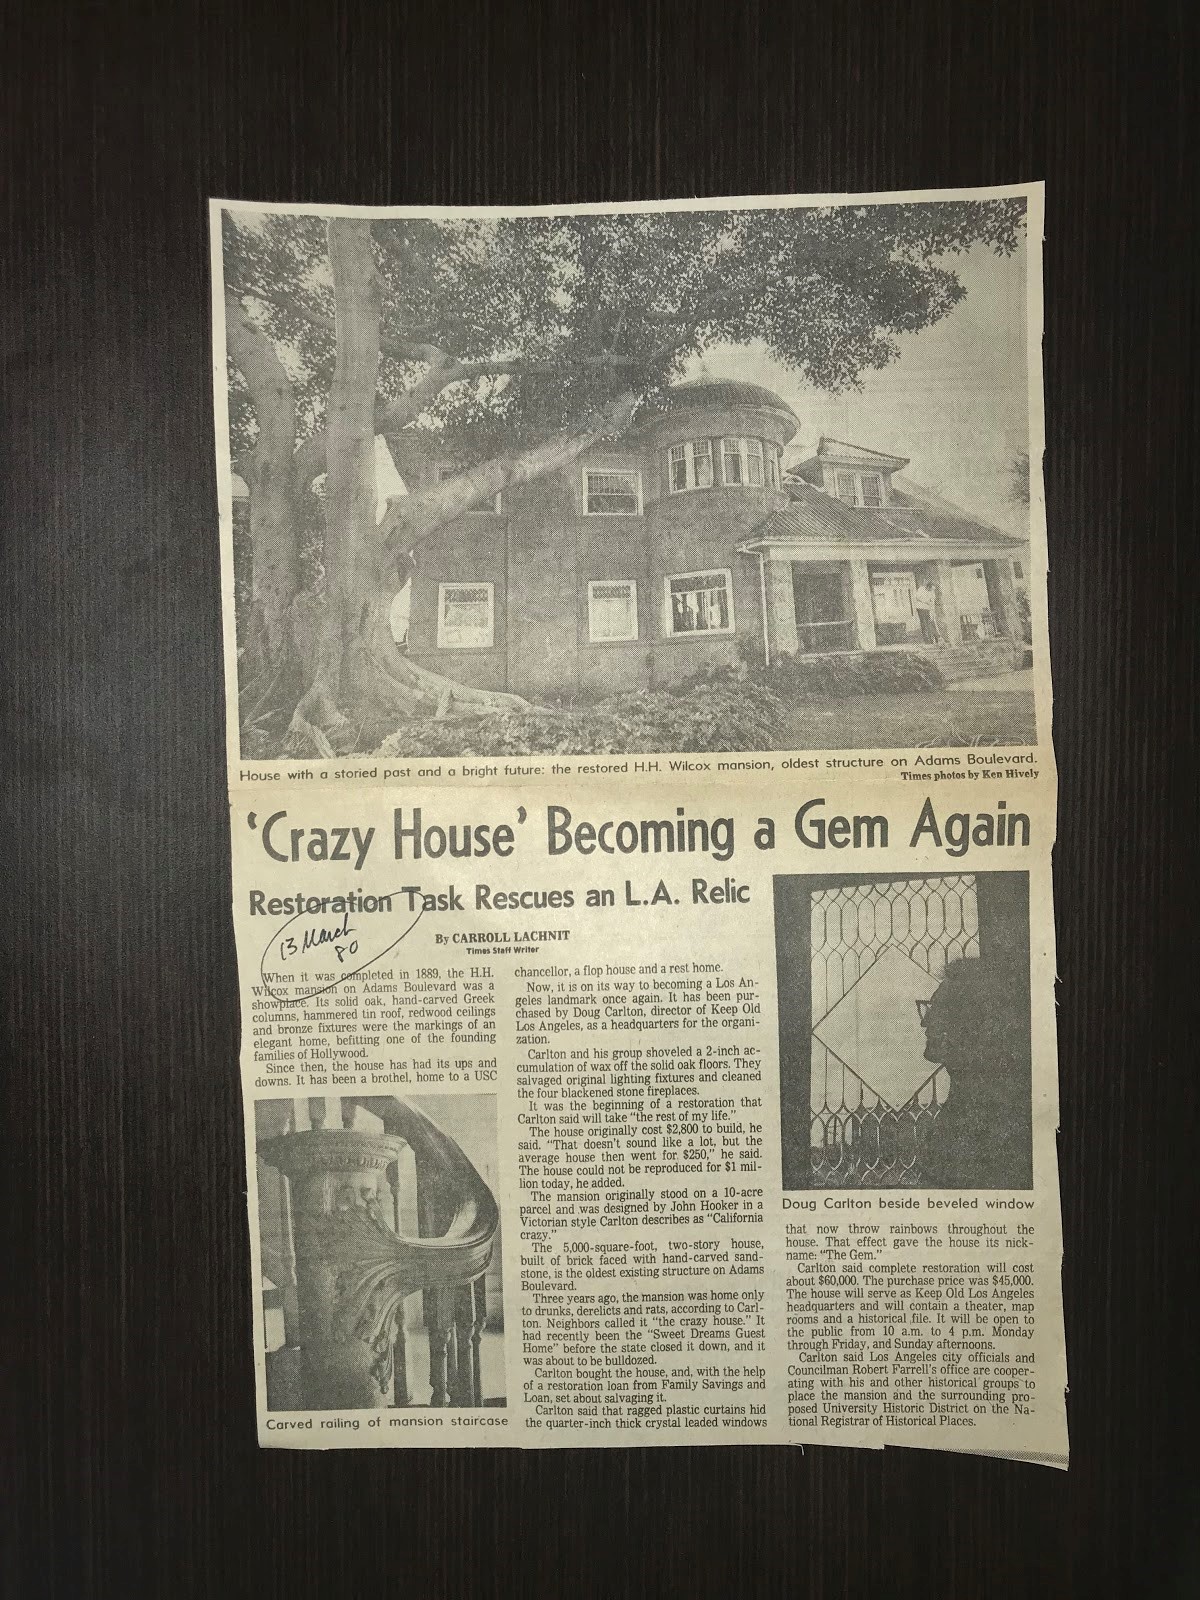 House with a storied past and a bright future: the restored H.H. Wilcox mansion, oldest structure on Adams Boulevard.
Times photos by Ken Hively
‘Crazy House’ Becoming a Gem Again
Restoration Task Rescues an L.A. Relic
13 March
80
By CARROLL LACHNIT
Times Staff Writer
When it was completed in 1889, the H.H.
Wilcox mansion on Adams Boulevard was a
showplace. Its solid oak, hand-carved Greek
columns, hammered tin roof, redwood ceilings
and bronze fixtures were the markings of an
elegant home, befitting one of the founding
families of Hollywood.
Since then, the house has had its ups and
downs. It has been a brothel, home to a USC
Carved railing of mansion staircase
chancellor, a flop house and a rest home.
Now, it is on its way to becoming a Los An-
geles landmark once again. It has been pur-
chased by Doug Carlton, director of Keep Old
Los Angeles, as a headquarters for the organi-
zation.
Carlton and his group shoveled a 2-inch ac-
cumulation of wax off the solid oak floors. They
salvaged original lighting fixtures and cleaned
the four blackened stone fireplaces.
It was the beginning of a restoration that
Carlton said will take “the rest of my life.”
The house originally cost $2,800 to build, he
said. “That doesn’t sound like a lot, but the
average house then went for $250,” he said.
The house could not be reproduced for $1 mil-
lion today, he added.
The mansion originally stood on a 10-acre
parcel and was designed by John Hooker in a
Victorian style Carlton describes as “California
crazy.”
The 5,000-square-foot, two-story house,
built of brick faced with hand-carved sand-
stone, is the oldest existing structure on Adams
Boulevard.
Three years ago, the mansion was home only
to drunks, derelicts and rats, according to Carl-
ton. Neighbors called it “the crazy house.” It
had recently been the “Sweet Dreams Guest
Home” before the state closed it down, and it
was about to be bulldozed.
Carlton bought the house, and, with the help
of a restoration loan from Family Savings and
Loan, set about salvaging it.
Carlton said that ragged plastic curtains hid
the quarter-inch thick crystal leaded windows
Doug Carlton beside beveled window
that now throw rainbows throughout the
house. That effect gave the house its nick-
name: “The Gem.”
Carlton said complete restoration will cost
about $60,000. The purchase price was $45,000.
The house will serve as Keep Old Los Angeles
headquarters and will contain a theater, map
rooms and a historical file. It will be open to
the public from 10 a.m. to 4 p.m. Monday
through Friday, and Sunday afternoons.
Carlton said Los Angeles city officials and
Councilman Robert Farrell’s office are cooper-
ating with his and other historical groups to
place the mansion and the surrounding pro-
posed University Historic District on the Na-
tional Registrar of Historical Places.